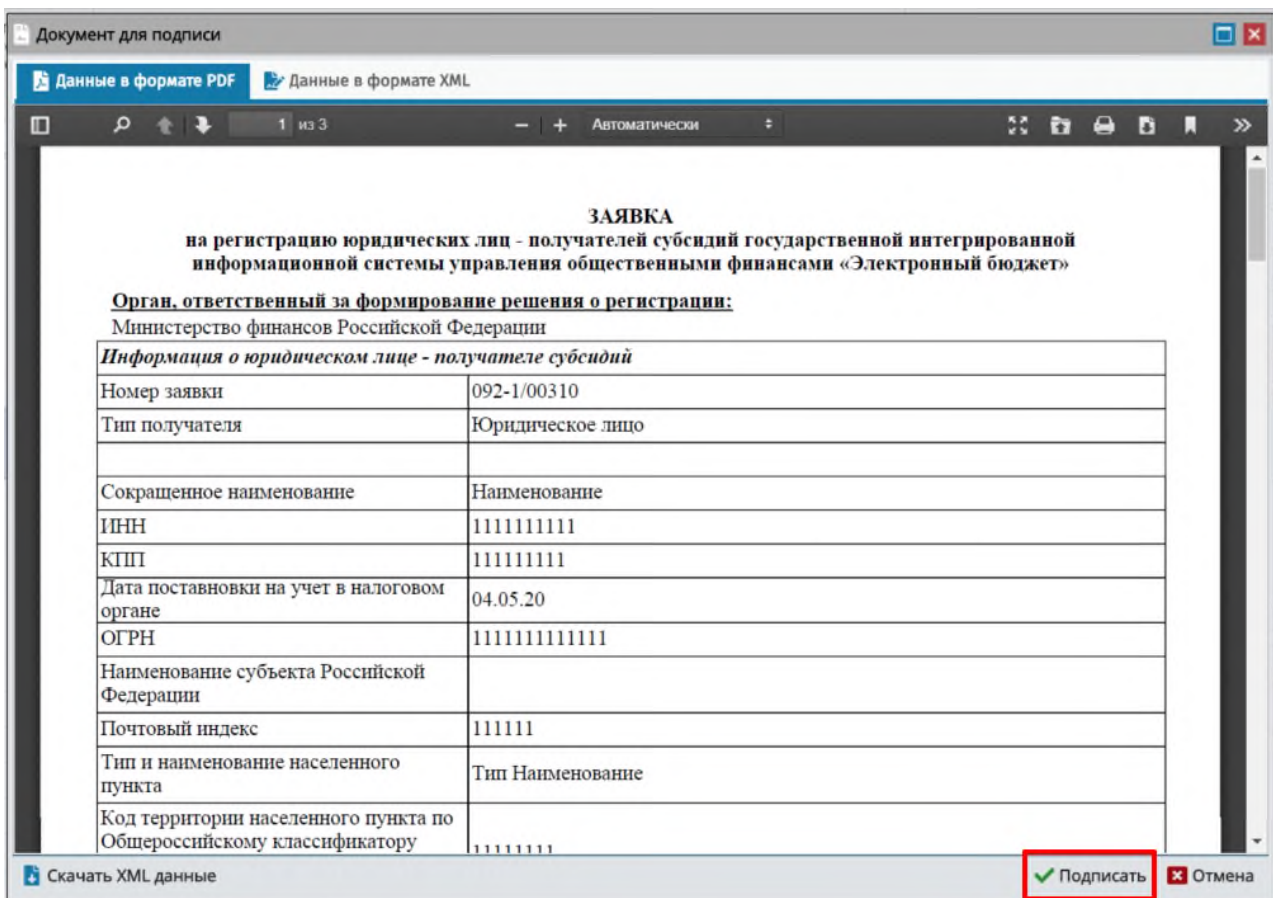 Документ для подписи
Данные в формате PDF Данные в формате XML
1 из 3 Автоматически
ЗАЯВКА
на регистрацию юридических лиц - получателей субсидий государственной интегрированной
информационной системы управления общественными финансами «Электронный бюджет»
Орган, ответственный за формирование решения о регистрации:
Министерство финансов Российской Федерации
Информация о юридическом лице - получателе субсидий
Номер заявки 092-1/00310
Тип получателя Юридическое лицо
Сокращенное наименование Наименование
ИНН 1111111111
КПП 111111111
Дата поставновки на учет в налоговом
органе 04.05.20
ОГРН 1111111111111
Наименование субъекта Российской
Федерации
Почтовый индекс 111111
Тип и наименование населенного
пункта Тип Наименование
Код территории населенного пункта по
Общероссийскому классификатору 11111111
Скачать XML данные Подписать Отмена